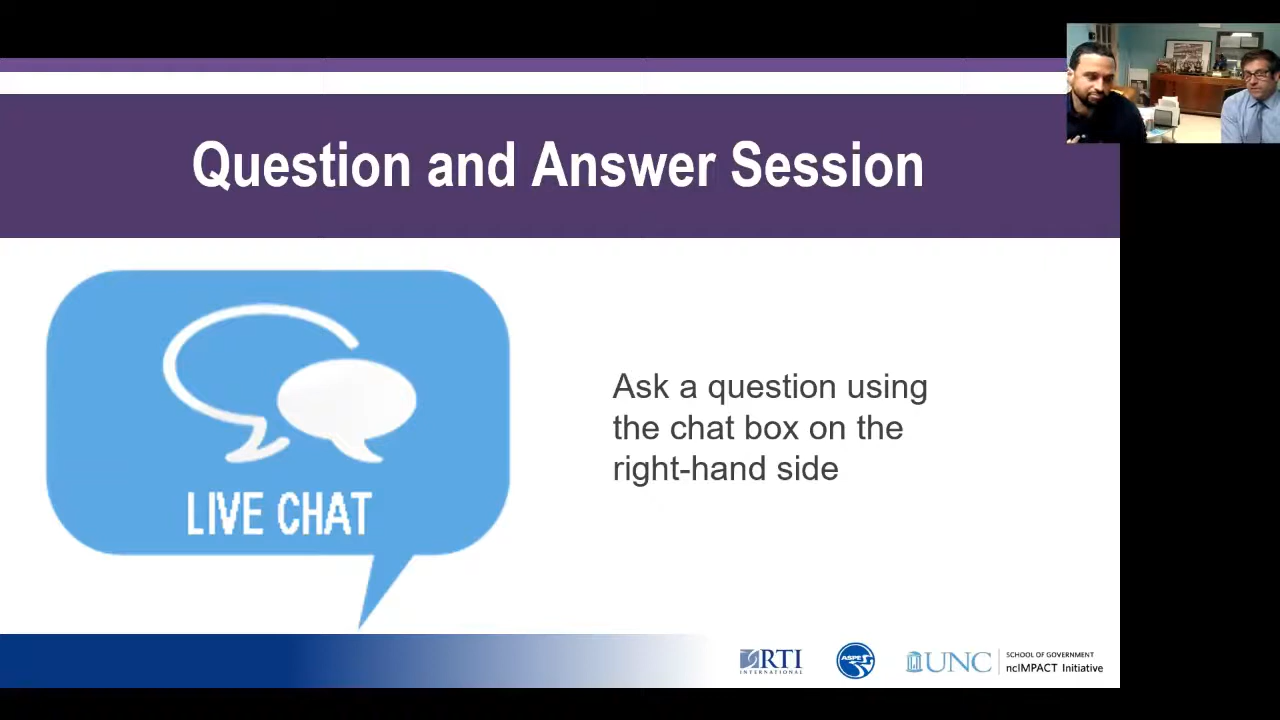 Question and Answer Session
LIVE CHAT
Ask a question using
the chat box on the
right-hand side
RTI
INTERNATIONAL
ASPE
UNC
SCHOOL OF GOVERNMENT
ncIMPACT Initiative